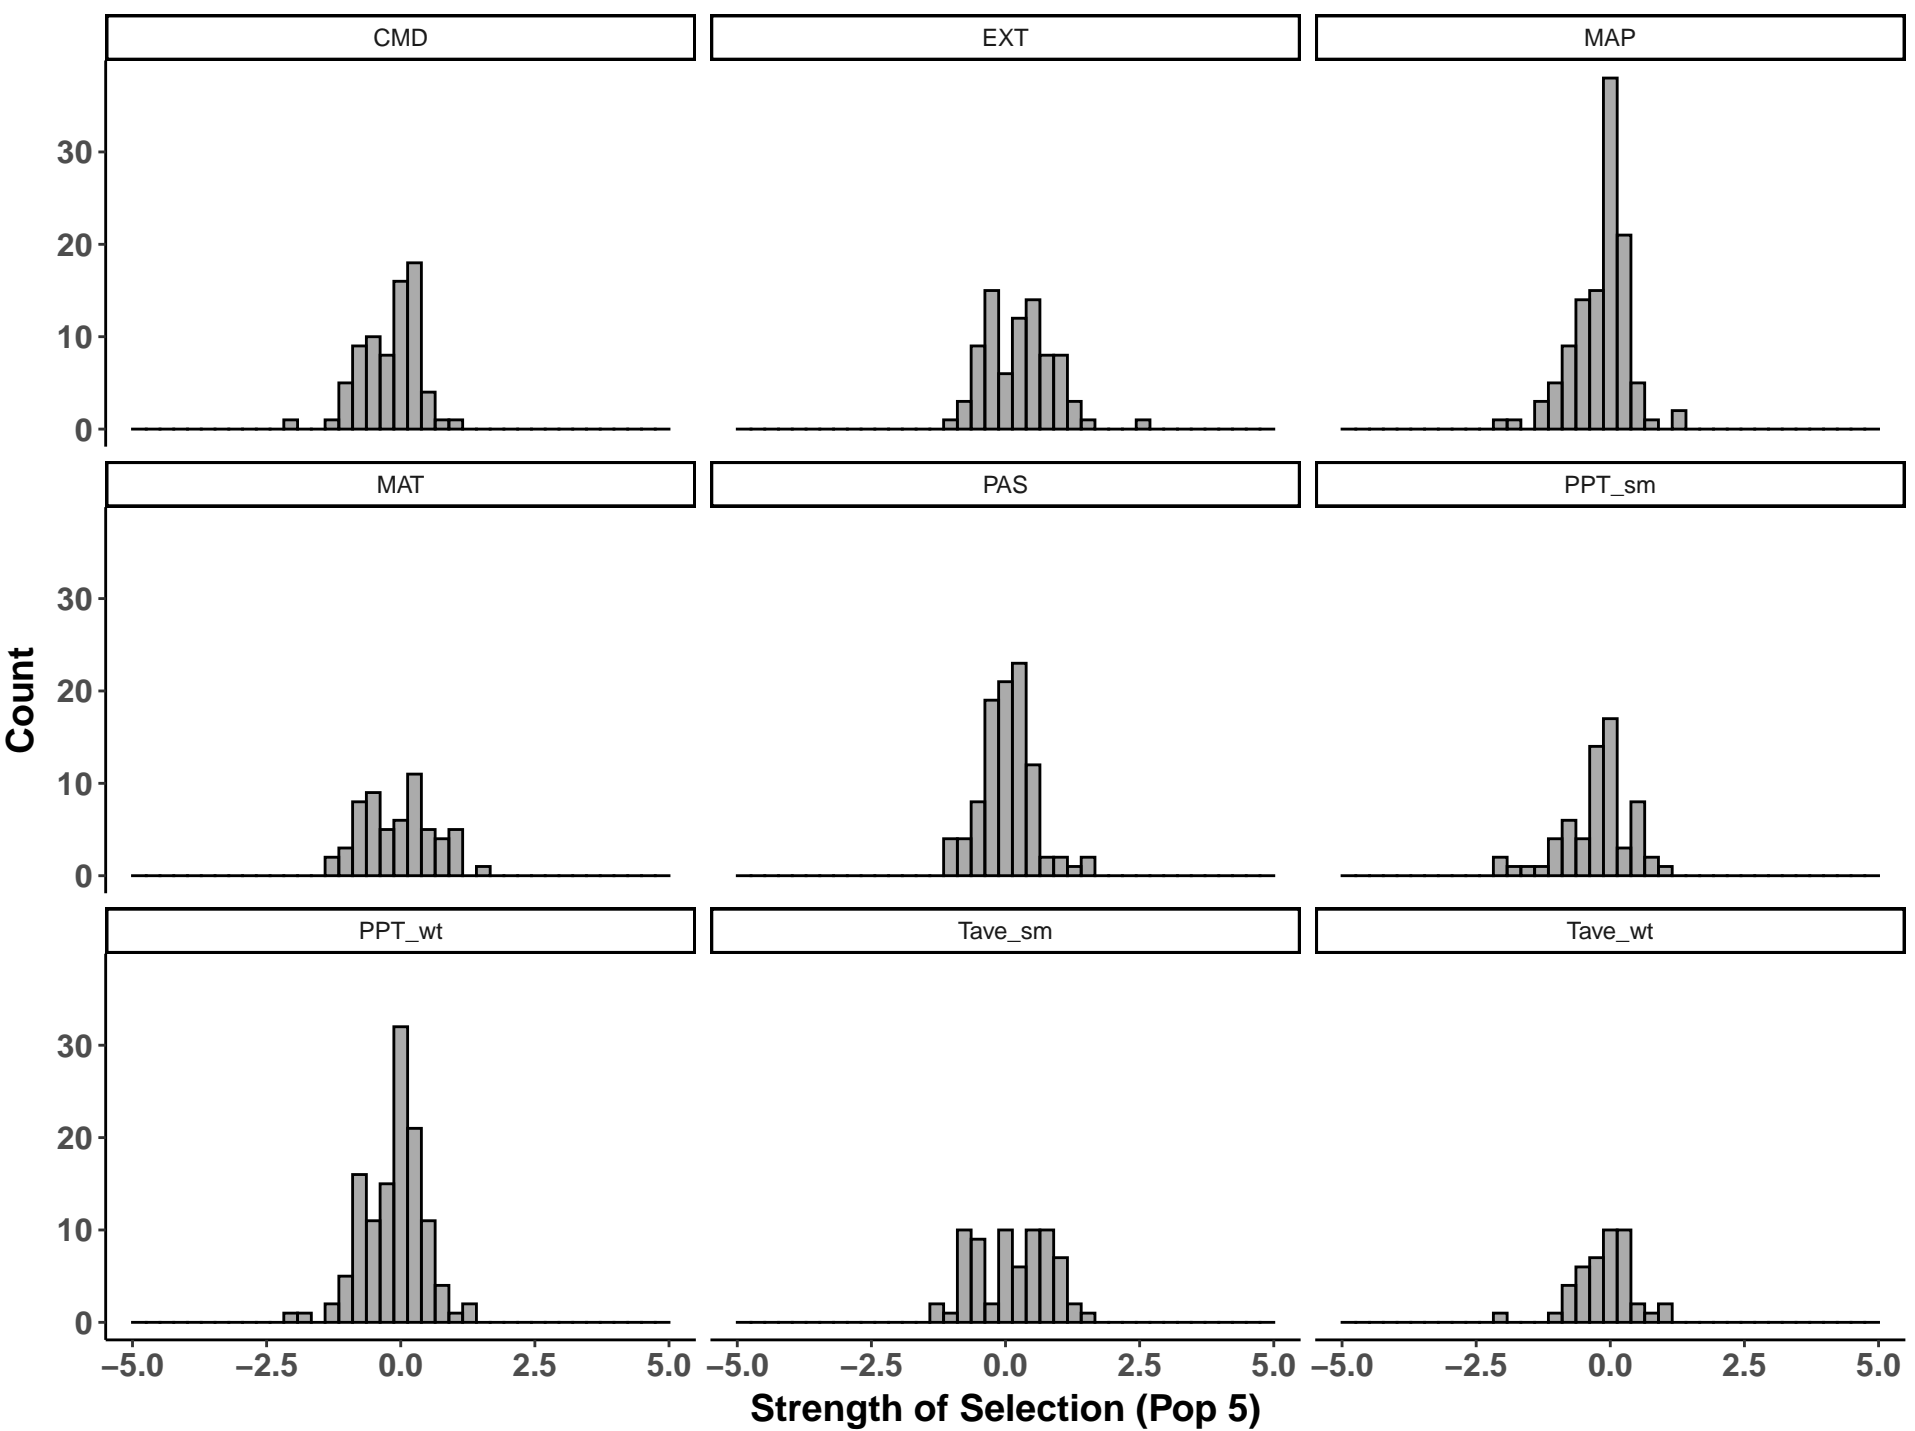 CMD EXT MAP
30
20
10
0
MAT PAS PPT_sm
30
20
10
0
Count
PPT_wt Tave_sm Tave_wt
30
20
10
0
−5.0 −2.5 0.0 2.5 5.0 −5.0 −2.5 0.0 2.5 5.0 −5.0 −2.5 0.0 2.5 5.0
Strength of Selection (Pop 5)